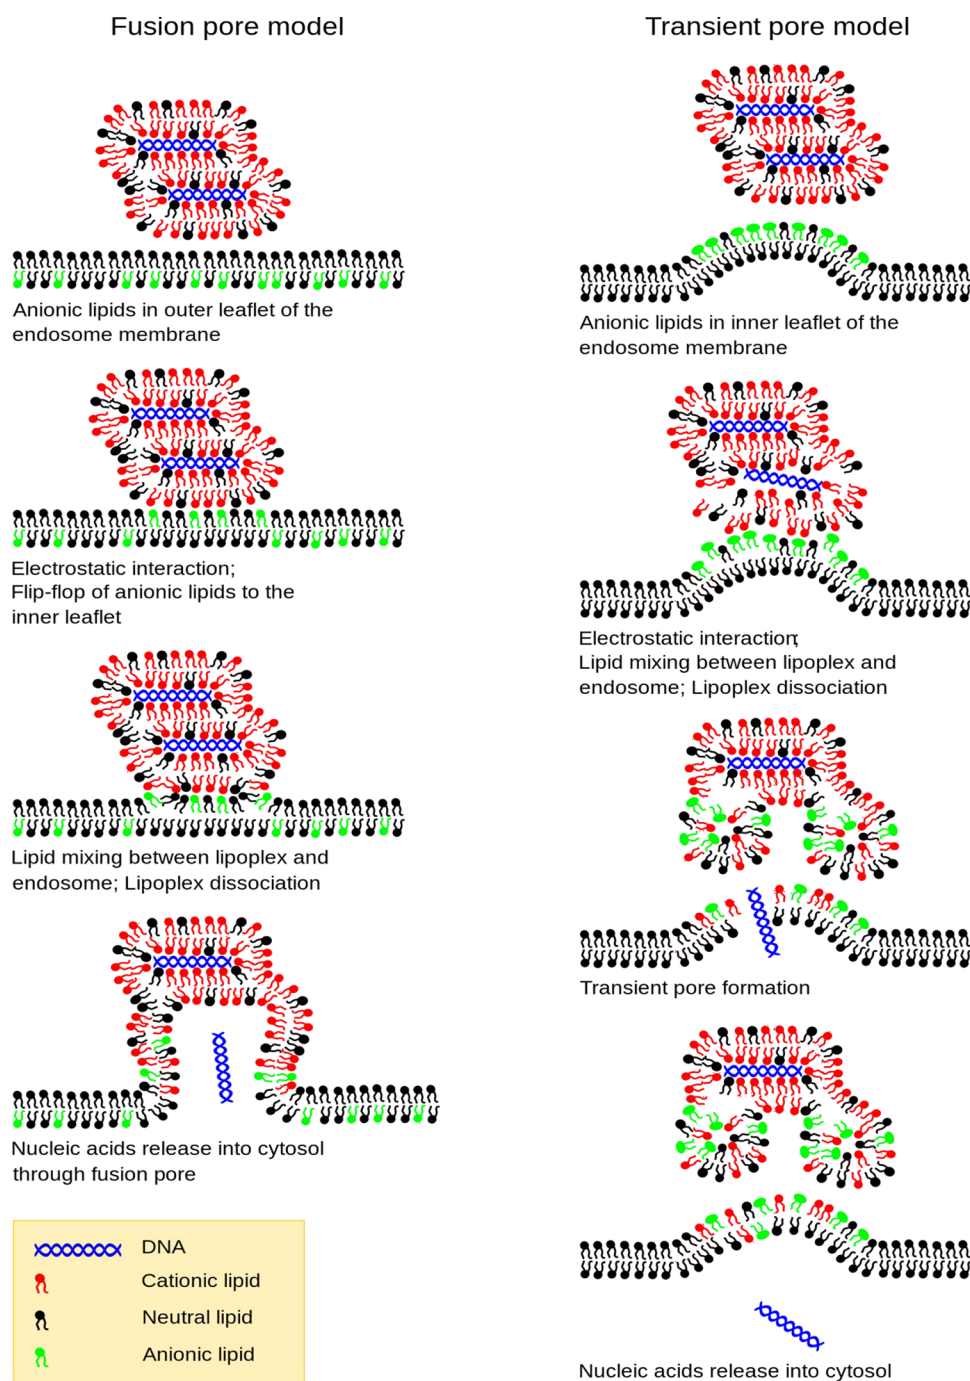 Fusion pore model
Anionic lipids in outer leaflet of the
endosome membrane
Electrostatic interaction;
Flip-flop of anionic lipids to the
inner leaflet
Lipid mixing between lipoplex and
endosome; Lipoplex dissociation
Nucleic acids release into cytosol
through fusion pore
DNA
Cationic lipid
Neutral lipid
Anionic lipid
Transient pore model
Anionic lipids in inner leaflet of the
endosome membrane
Electrostatic interaction;
Lipid mixing between lipoplex and
endosome; Lipoplex dissociation
Transient pore formation
Nucleic acids release into cytosol